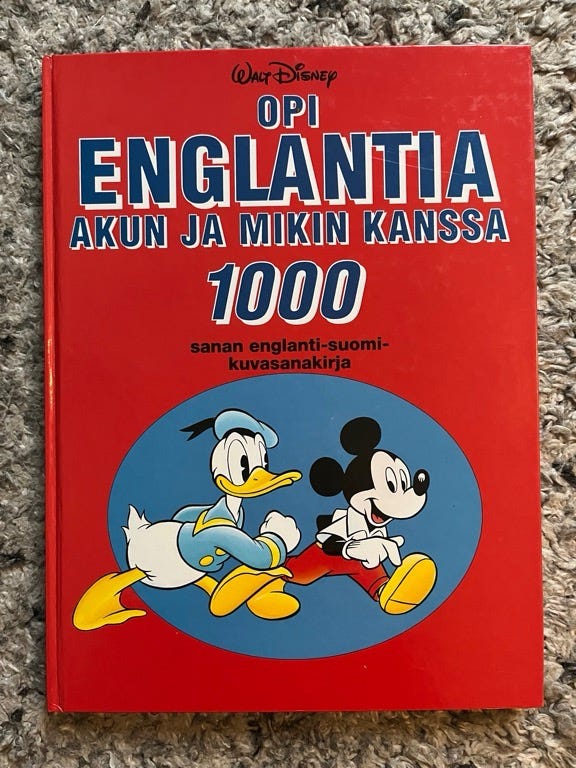 Walt Disney
OPI
ENGLANTIA
AKUN JA MIKIN KANSSA
1000
sanan englanti-suomi-
kuvasanakirja